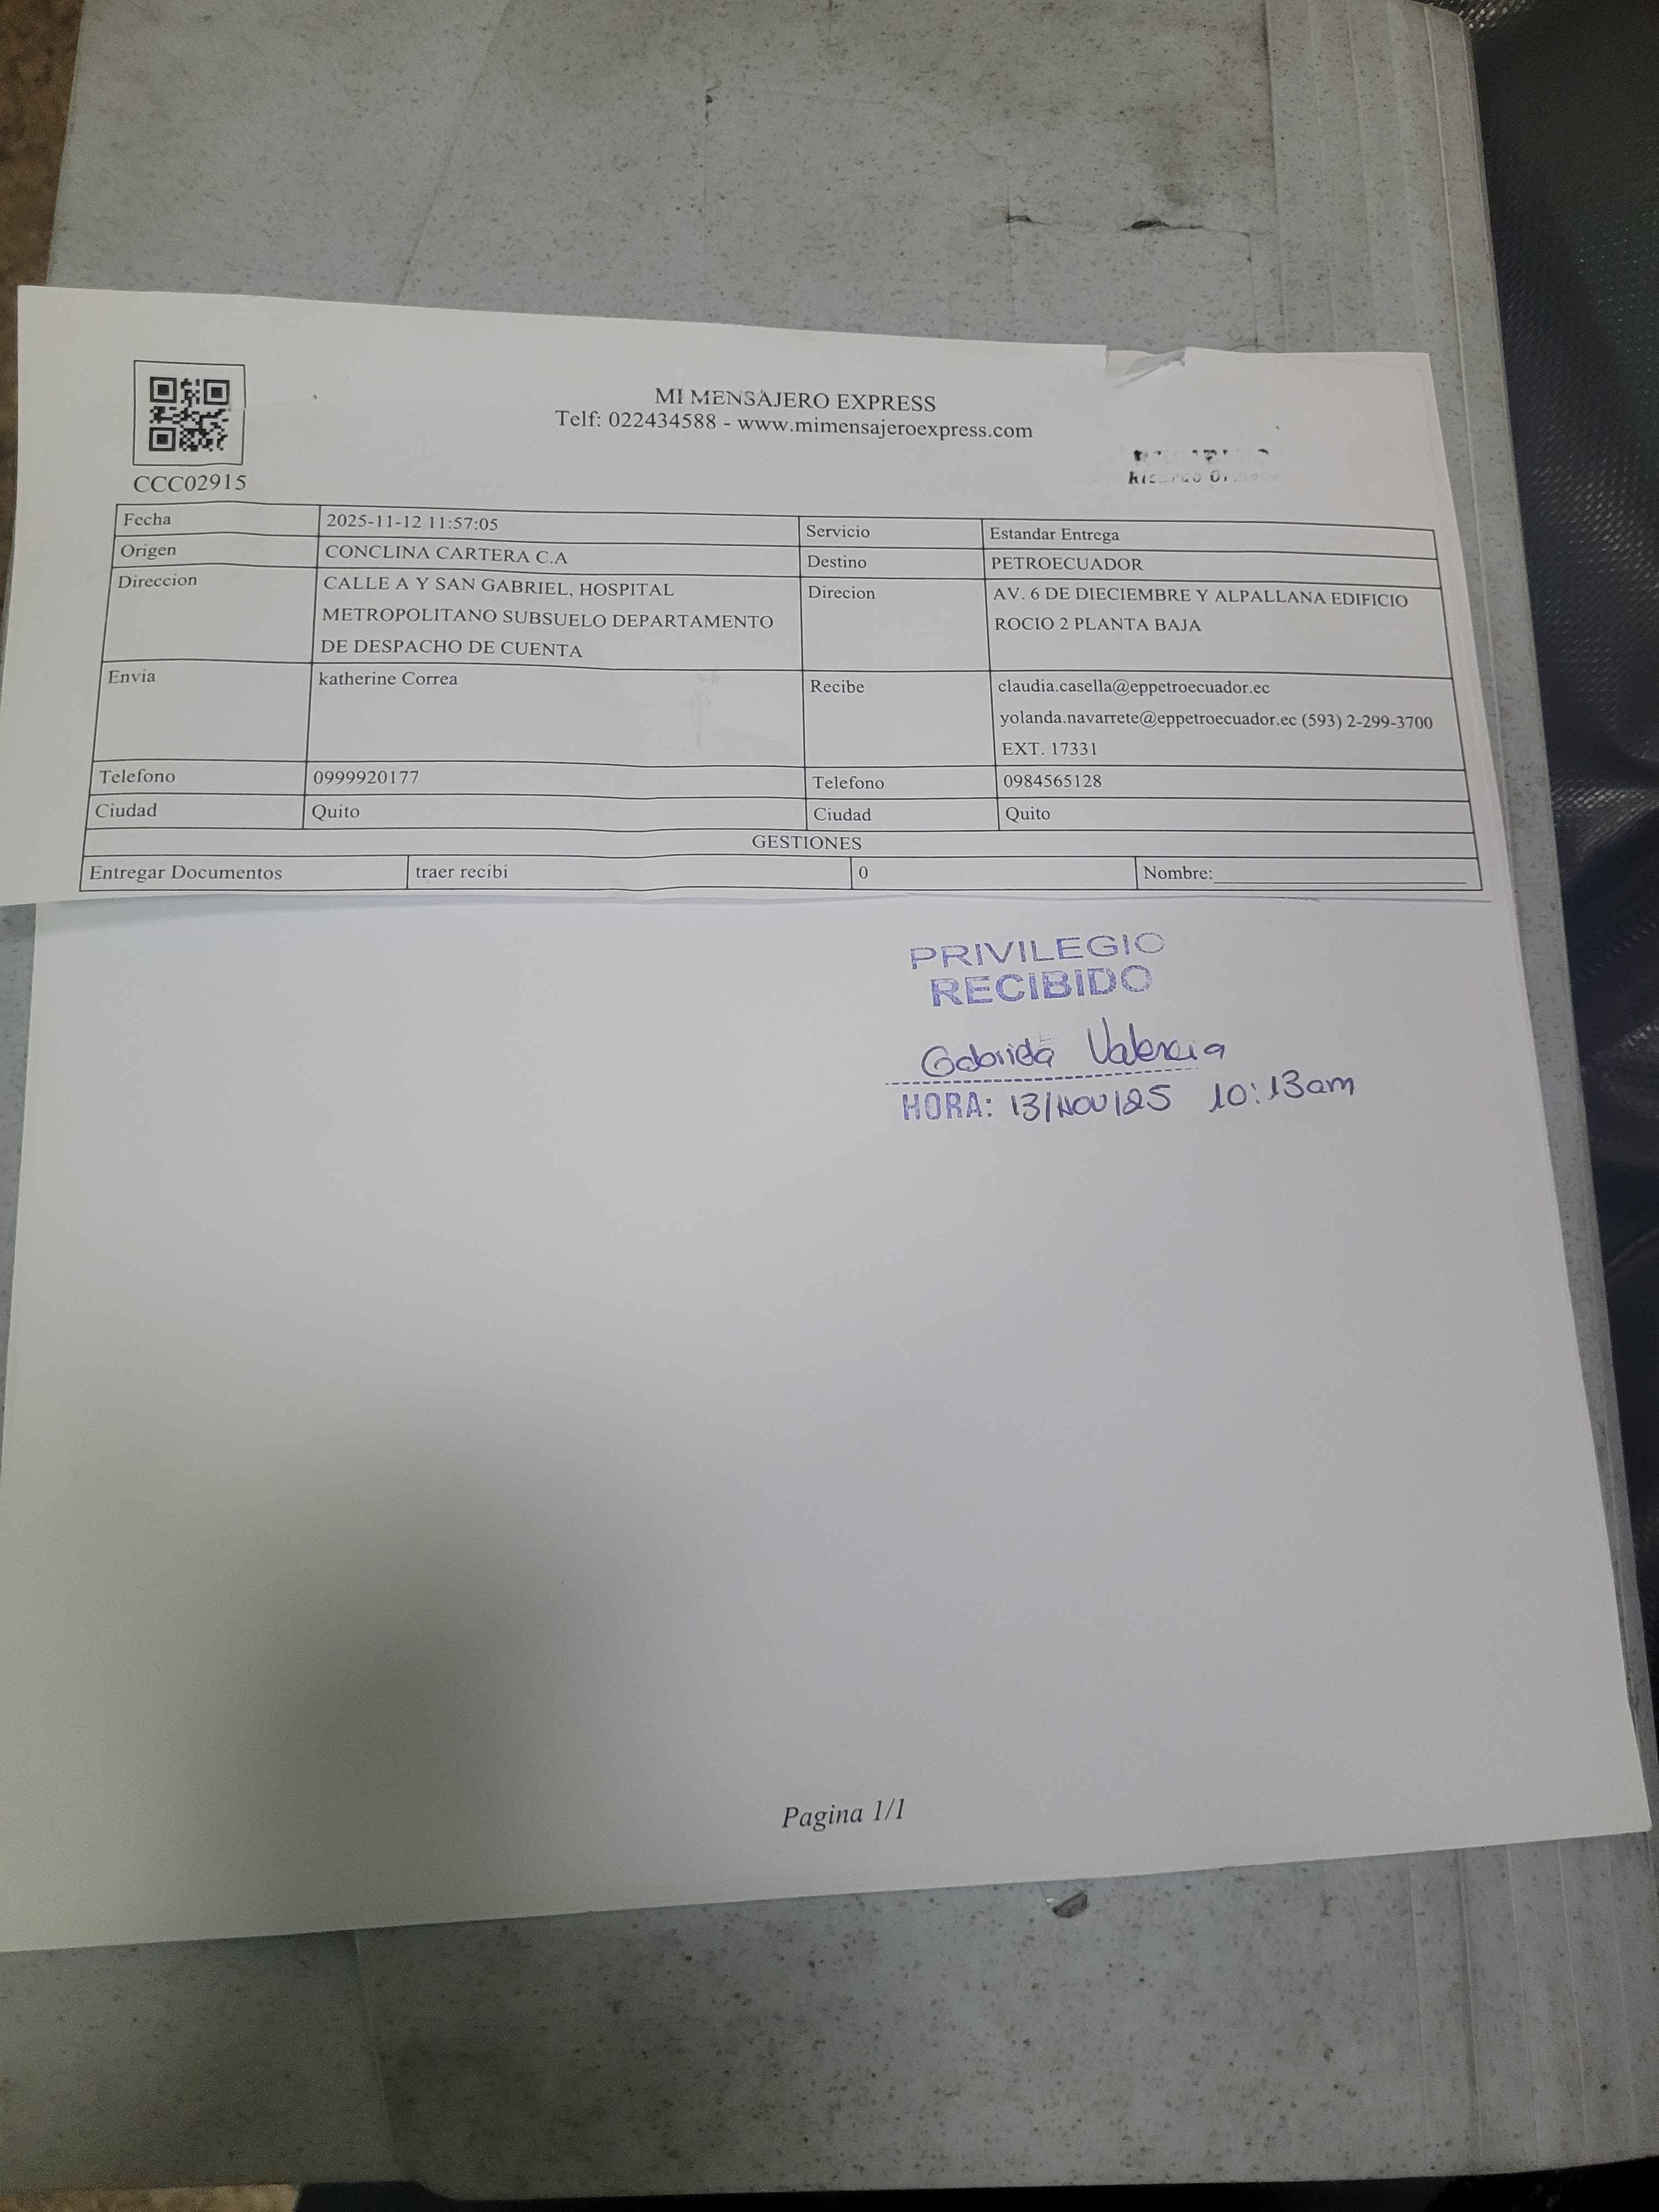 MI MENSAJERO EXPRESS
Telf: 022434588 - www.mimensajeroexpress.com
CCC02915
Fecha 2025-11-12 11:57:05 Servicio Estandar Entrega
Origen CONCLINA CARTERA C.A Destino PETROECUADOR
Direccion CALLE A Y SAN GABRIEL, HOSPITAL
METROPOLITANO SUBSUELO DEPARTAMENTO
DE DESPACHO DE CUENTA
Direcion AV. 6 DE DIECIEMBRE Y ALPALLANA EDIFICIO
ROCIO 2 PLANTA BAJA
Envia katherine Correa
Recibe claudia.casella@eppetroecuador.ec
yolanda.navarrete@eppetroecuador.ec (593) 2-299-3700
EXT. 17331
Telefono 0999920177 Telefono 0984565128
Ciudad Quito Ciudad Quito
GESTIONES
Entregar Documentos traer recibi 0 Nombre:
PRIVILEGIO
RECIBIDO
Gabriela Valencia
HORA: 13/NOV/25 10:13am
Pagina 1/1